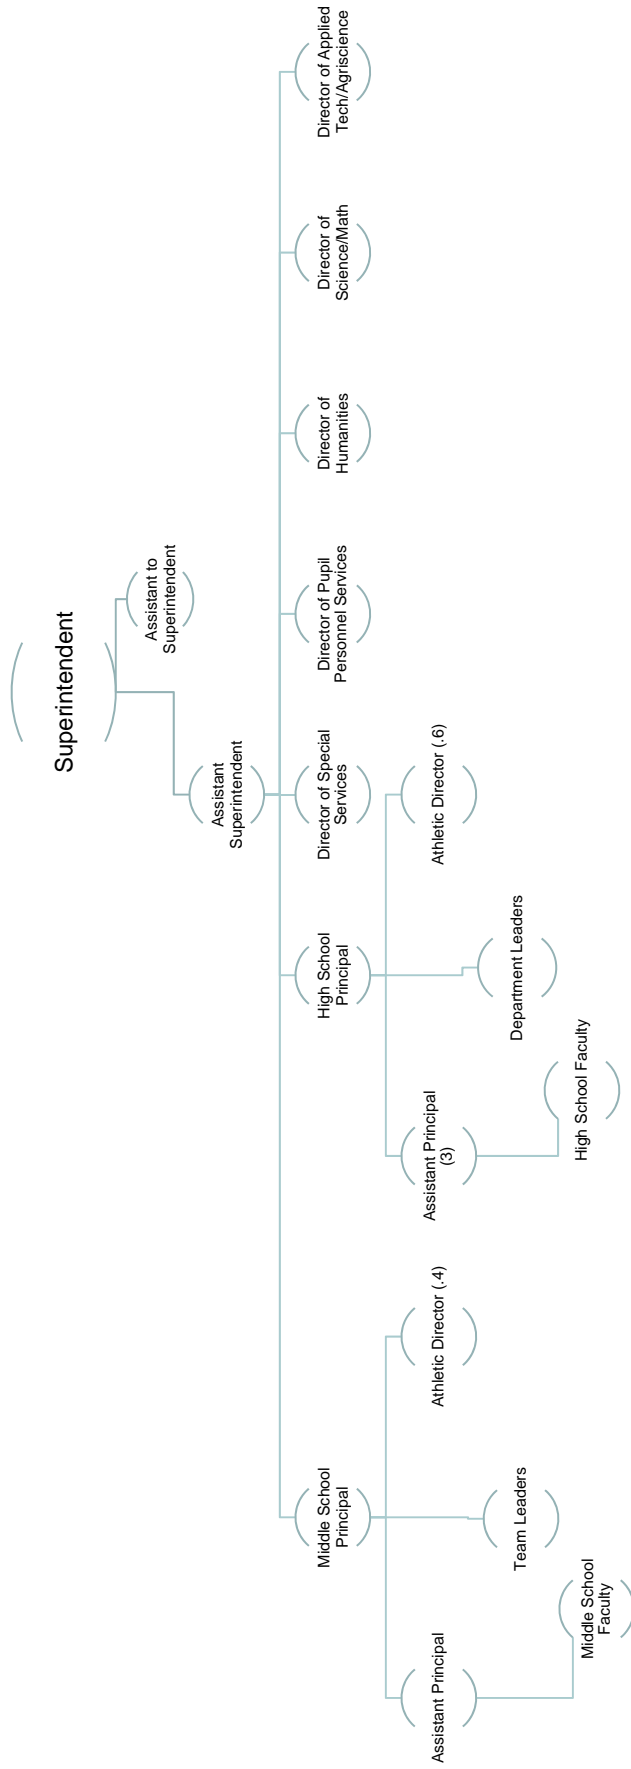 Superintendent
Assistant to
Superintendent
Assistant
Superintendent
Middle School
Principal
High School
Principal
Director of Special
Services
Director of Pupil
Personnel Services
Director of
Humanities
Director of
Science/Math
Director of Applied
Tech/Agriscience
Assistant Principal
Athletic Director (.4)
Assistant Principal
(3)
Athletic Director (.6)
Team Leaders
Department Leaders
Middle School
Faculty
High School Faculty